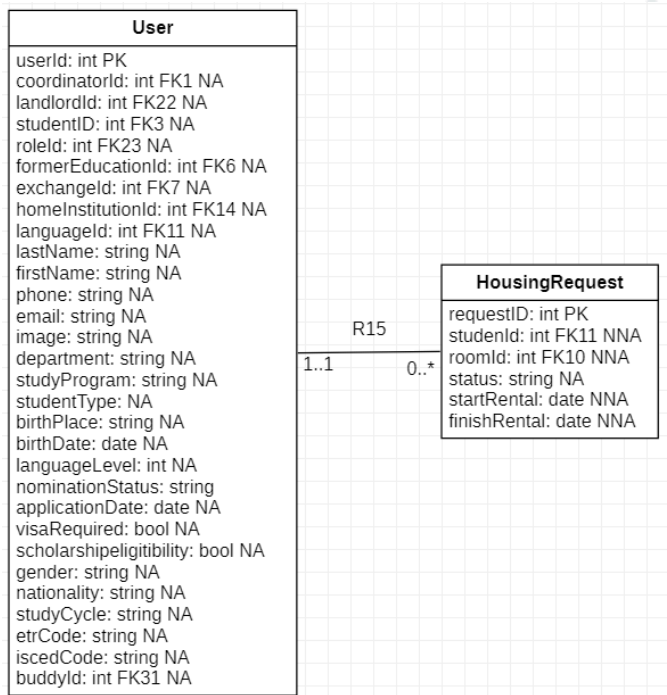 User
userId: int PK
coordinatorId: int FK1 NA
landlordId: int FK22 NA
studentID: int FK3 NA
roleId: int FK23 NA
formerEducationId: int FK6 NA
exchangeId: int FK7 NA
homeInstitutionId: int FK14 NA
languageId: int FK11 NA
lastName: string NA
firstName: string NA
phone: string NA
email: string NA
image: string NA
department: string NA
studyProgram: string NA
studentType: NA
birthPlace: string NA
birthDate: date NA
languageLevel: int NA
nominationStatus: string
applicationDate: date NA
visaRequired: bool NA
scholarshipeligitibility: bool NA
gender: string NA
nationality: string NA
studyCycle: string NA
etrCode: string NA
iscedCode: string NA
buddyId: int FK31 NA
R15
1..1
0..*
HousingRequest
requestID: int PK
studenId: int FK11 NNA
roomId: int FK10 NNA
status: string NA
startRental: date NNA
finishRental: date NNA